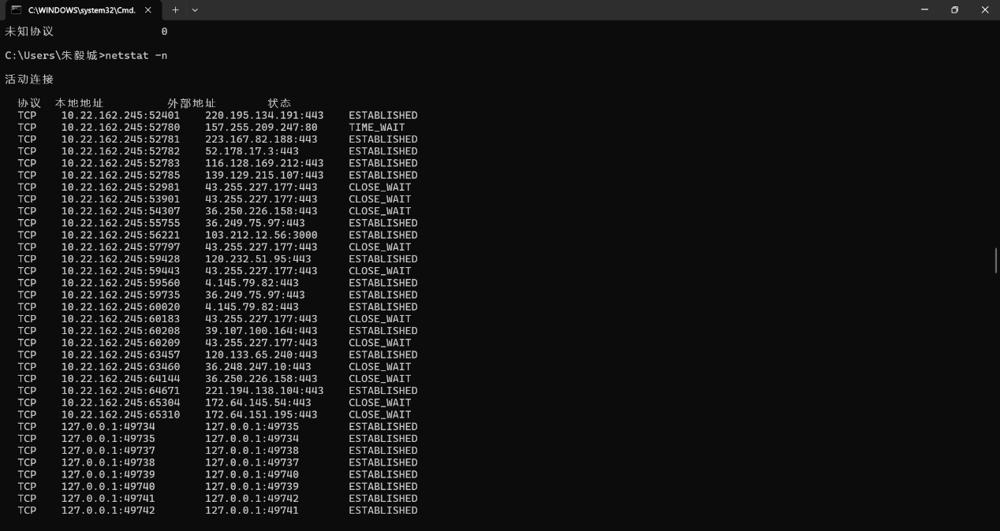 C:\WINDOWS\system32\Cmd.
未知协议 0
C:\Users\朱毅城>netstat -n
活动连接
协议 本地地址 外部地址 状态
TCP 10.22.162.245:52401 220.195.134.191:443 ESTABLISHED
TCP 10.22.162.245:52780 157.255.209.247:80 TIME_WAIT
TCP 10.22.162.245:52781 223.167.82.188:443 ESTABLISHED
TCP 10.22.162.245:52782 52.178.17.3:443 ESTABLISHED
TCP 10.22.162.245:52783 116.128.169.212:443 ESTABLISHED
TCP 10.22.162.245:52785 139.129.215.107:443 ESTABLISHED
TCP 10.22.162.245:52981 43.255.227.177:443 CLOSE_WAIT
TCP 10.22.162.245:53901 43.255.227.177:443 CLOSE_WAIT
TCP 10.22.162.245:54307 36.250.226.158:443 CLOSE_WAIT
TCP 10.22.162.245:55755 36.249.75.97:443 ESTABLISHED
TCP 10.22.162.245:56221 103.212.12.56:3000 ESTABLISHED
TCP 10.22.162.245:57797 43.255.227.177:443 CLOSE_WAIT
TCP 10.22.162.245:59428 120.232.51.95:443 ESTABLISHED
TCP 10.22.162.245:59443 43.255.227.177:443 CLOSE_WAIT
TCP 10.22.162.245:59560 4.145.79.82:443 ESTABLISHED
TCP 10.22.162.245:59735 36.249.75.97:443 ESTABLISHED
TCP 10.22.162.245:60020 4.145.79.82:443 ESTABLISHED
TCP 10.22.162.245:60183 43.255.227.177:443 CLOSE_WAIT
TCP 10.22.162.245:60208 39.107.100.164:443 ESTABLISHED
TCP 10.22.162.245:60209 43.255.227.177:443 CLOSE_WAIT
TCP 10.22.162.245:63457 120.133.65.240:443 ESTABLISHED
TCP 10.22.162.245:63460 36.248.247.10:443 CLOSE_WAIT
TCP 10.22.162.245:64144 36.250.226.158:443 CLOSE_WAIT
TCP 10.22.162.245:64671 221.194.138.104:443 ESTABLISHED
TCP 10.22.162.245:65304 172.64.145.54:443 CLOSE_WAIT
TCP 10.22.162.245:65310 172.64.151.195:443 CLOSE_WAIT
TCP 127.0.0.1:49734 127.0.0.1:49735 ESTABLISHED
TCP 127.0.0.1:49735 127.0.0.1:49734 ESTABLISHED
TCP 127.0.0.1:49737 127.0.0.1:49738 ESTABLISHED
TCP 127.0.0.1:49738 127.0.0.1:49737 ESTABLISHED
TCP 127.0.0.1:49739 127.0.0.1:49740 ESTABLISHED
TCP 127.0.0.1:49740 127.0.0.1:49739 ESTABLISHED
TCP 127.0.0.1:49741 127.0.0.1:49742 ESTABLISHED
TCP 127.0.0.1:49742 127.0.0.1:49741 ESTABLISHED